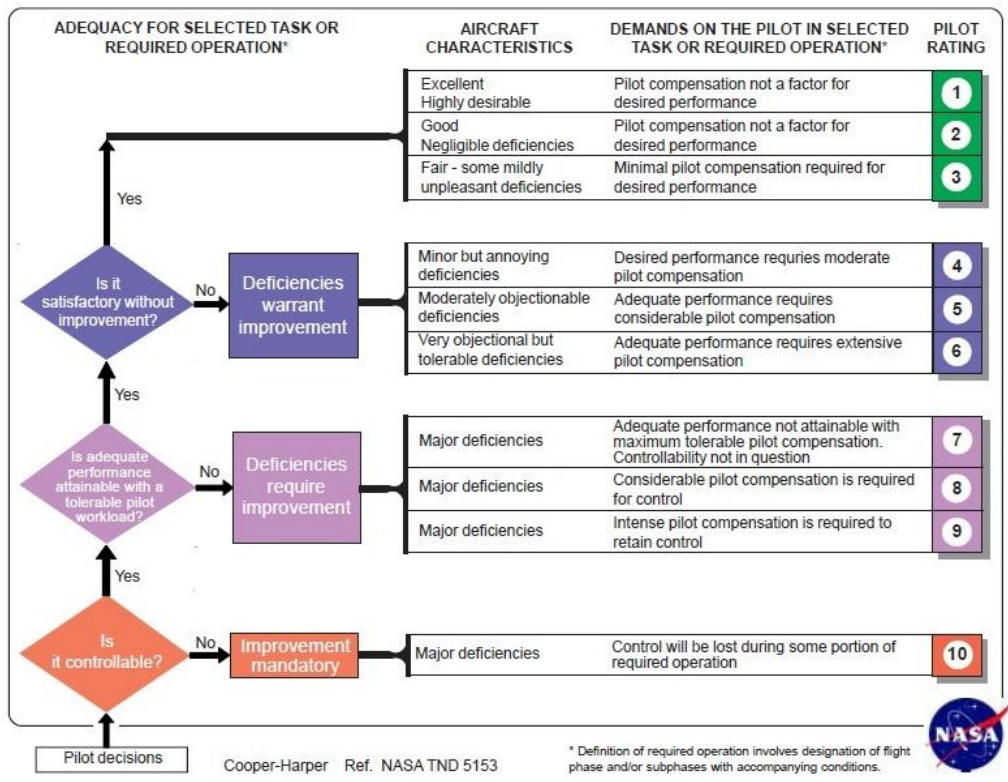 ADEQUACY FOR SELECTED TASK OR
REQUIRED OPERATION*
AIRCRAFT
CHARACTERISTICS
DEMANDS ON THE PILOT IN SELECTED
TASK OR REQUIRED OPERATION*
PILOT
RATING
Excellent
Highly desirable
Pilot compensation not a factor for
desired performance
1
Good
Negligible deficiencies
Pilot compensation not a factor for
desired performance
2
Fair - some mildly
unpleasant deficiencies
Minimal pilot compensation required for
desired performance
3
Yes
Is it
satisfactory without
improvement?
No
Deficiencies
warrant
improvement
Minor but annoying
deficiencies
Desired performance requries moderate
pilot compensation
4
Moderately objectionable
deficiencies
Adequate performance requires
considerable pilot compensation
5
Very objectional but
tolerable deficiencies
Adequate performance requires extensive
pilot compensation
6
Yes
Is adequate
performance
attainable with a
tolerable pilot
workload?
No
Deficiencies
require
improvement
Major deficiencies
Adequate performance not attainable with
maximum tolerable pilot compensation.
Controllability not in question
7
Major deficiencies
Considerable pilot compensation is required
for control
8
Major deficiencies
Intense pilot compensation is required to
retain control
9
Yes
Is
it controllable?
No
Improvement
mandatory
Major deficiencies
Control will be lost during some portion of
required operation
10
Pilot decisions
Cooper-Harper Ref. NASA TND 5153
* Definition of required operation involves designation of flight
phase and/or subphases with accompanying conditions.
NASA